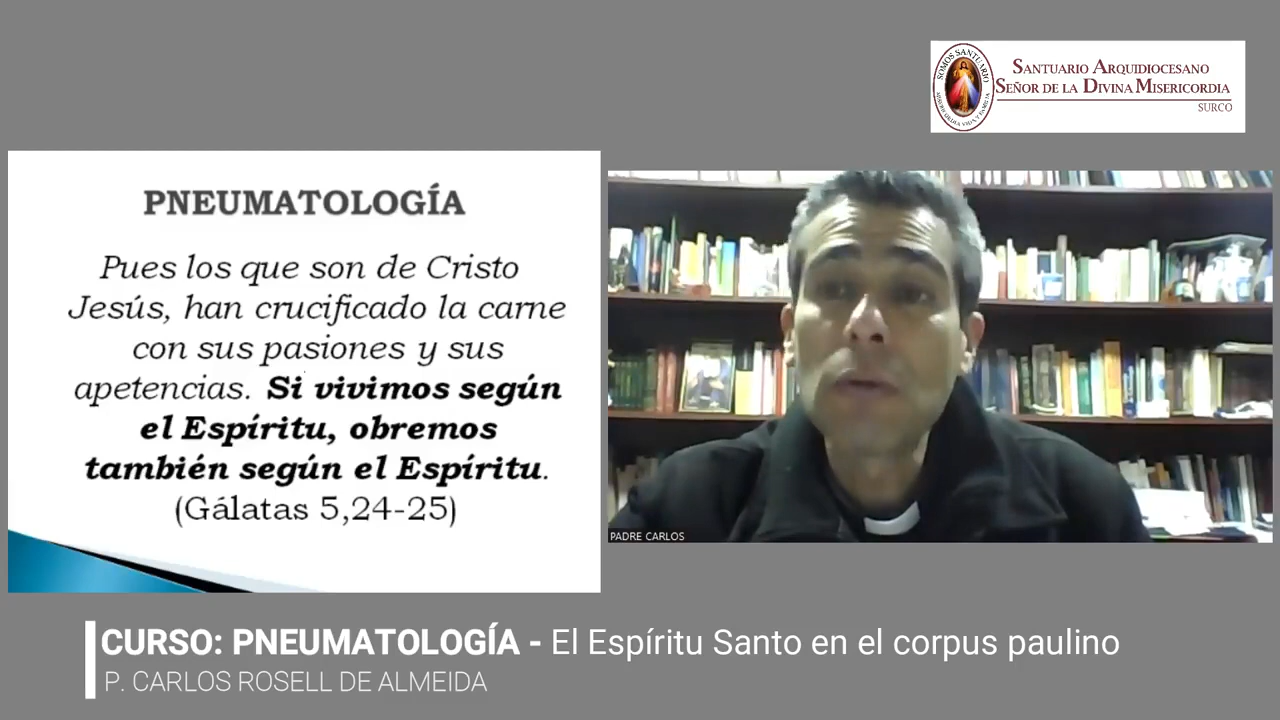 SOMOS SANTUARIO
SANTUARIO ARQUIDIOCESANO
SEÑOR DE LA DIVINA MISERICORDIA
SURCO
PNEUMATOLOGÍA
Pues los que son de Cristo
Jesús, han crucificado la carne
con sus pasiones y sus
apetencias. Si vivimos según
el Espíritu, obremos
también según el Espíritu.
(Gálatas 5,24-25)
PADRE CARLOS
CURSO: PNEUMATOLOGÍA - El Espíritu Santo en el corpus paulino
P. CARLOS ROSELL DE ALMEIDA